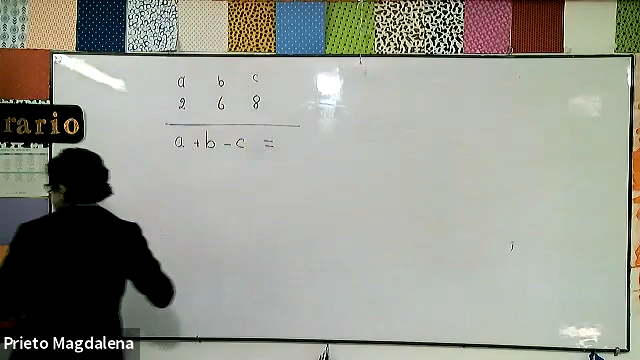 a b c
2 6 8
a + b - c =
rario
Prieto Magdalena